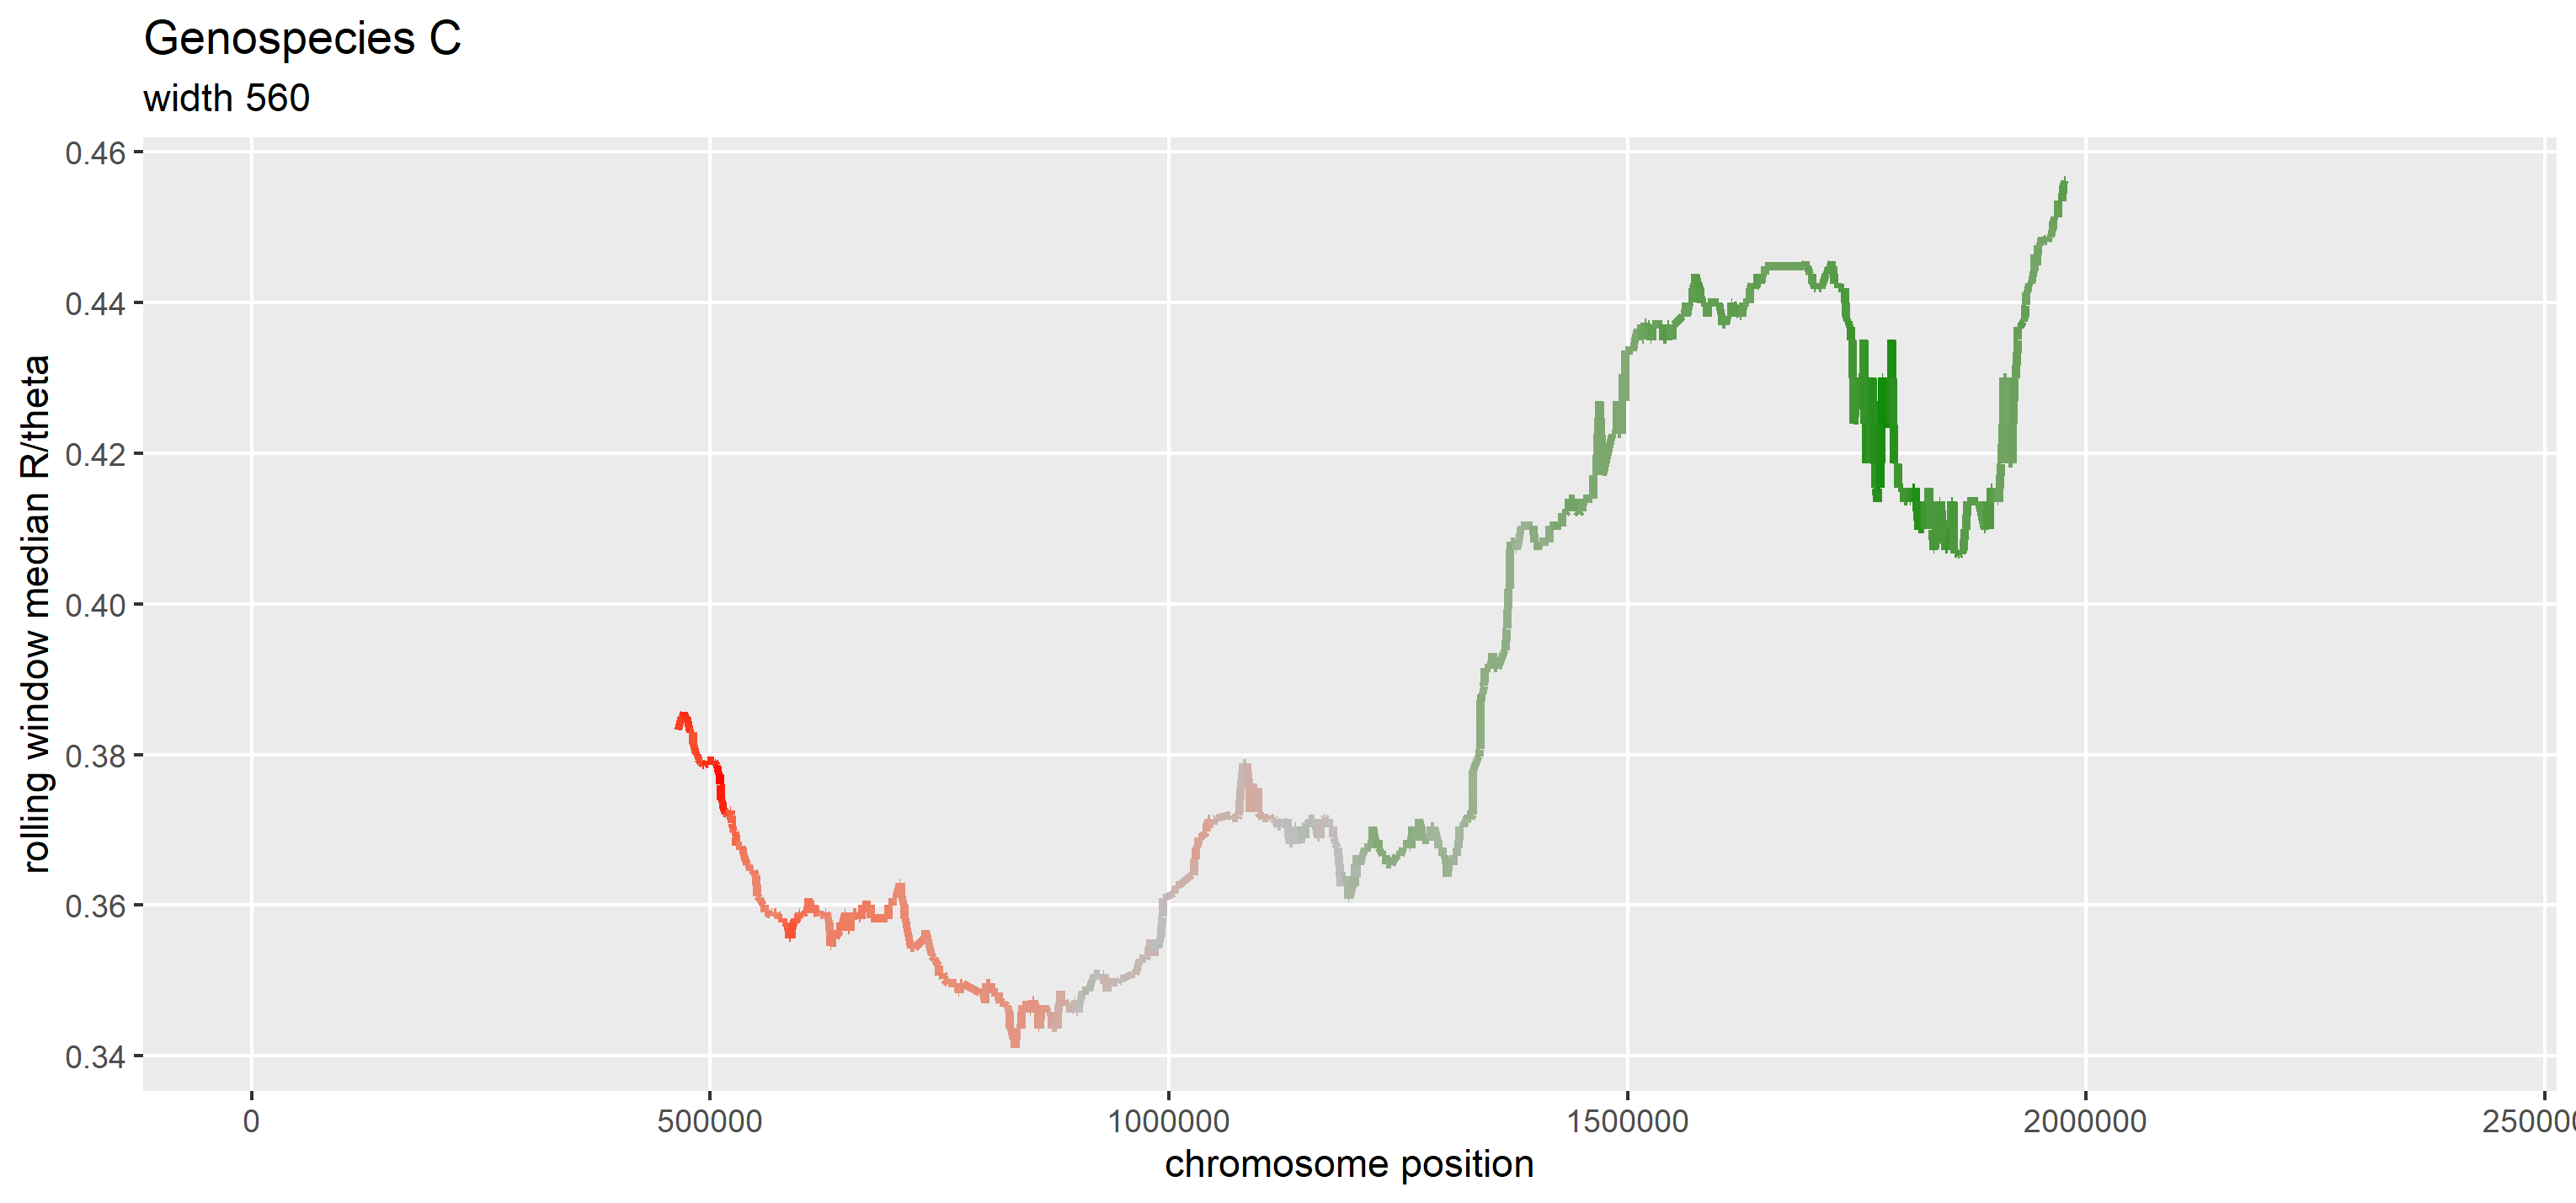 Genospecies C
width 560
0.46
0.44
0.42
0.40
0.38
0.36
0.34
rolling window median R/theta
0 500000 1000000 1500000 2000000 250000
chromosome position